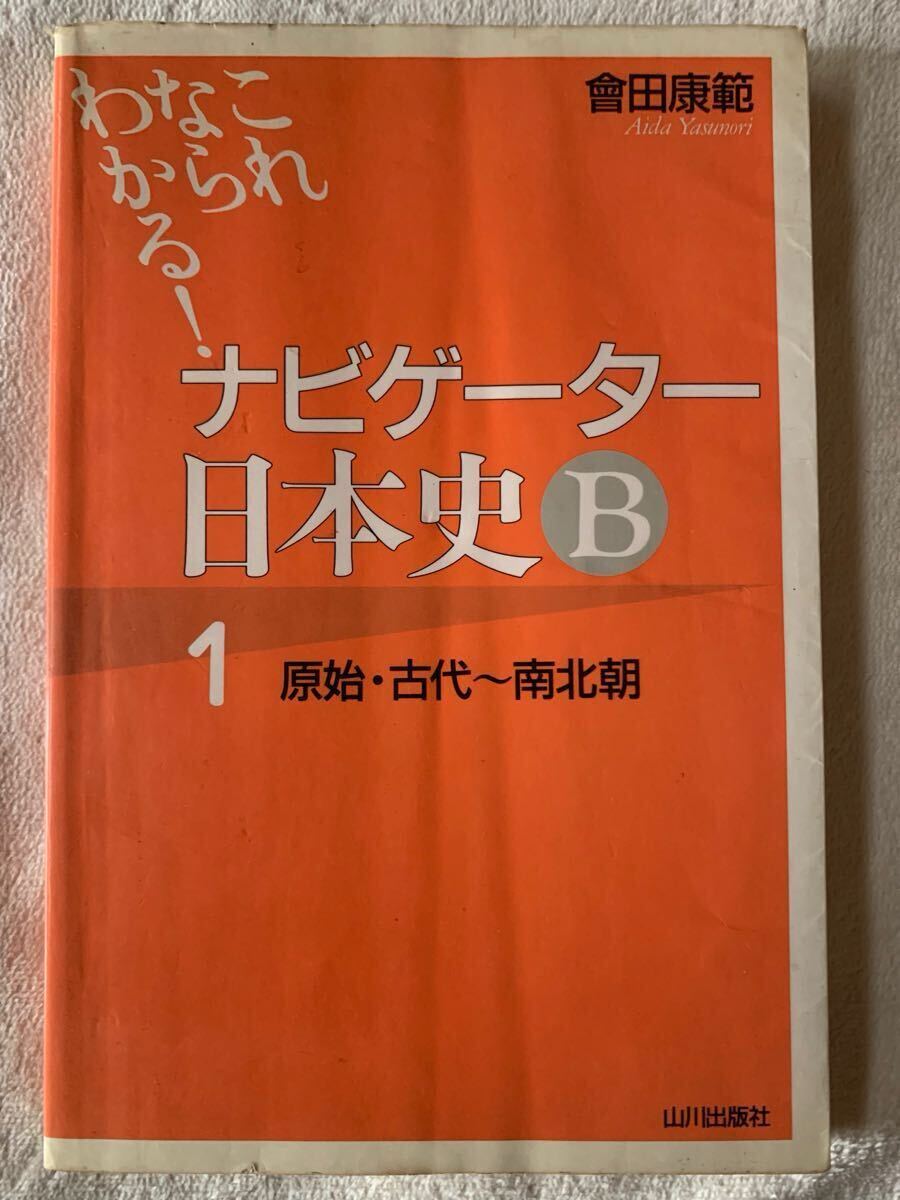 これ
なら
わかる!
會田康範
Aida Yasunori
ナビゲーター
日本史B
1
原始・古代〜南北朝
山川出版社